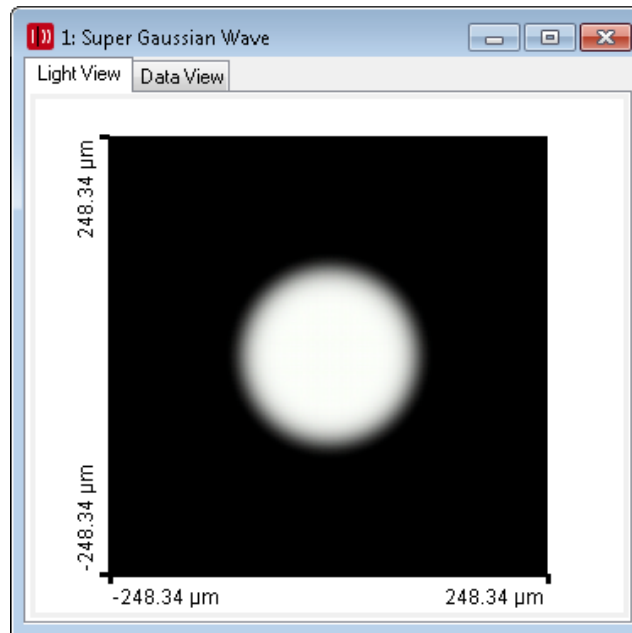 1: Super Gaussian Wave
Light View
Data View
248.34 µm
-248.34 µm
-248.34 µm
248.34 µm